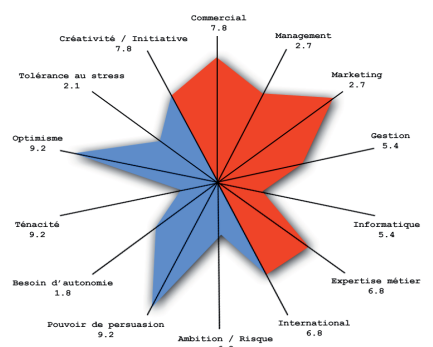 Commercial
7.8
Management
2.7
Créativité / Initiative
7.8
Marketing
2.7
Tolérance au stress
2.1
Gestion
5.4
Optimisme
9.2
Informatique
5.4
Ténacité
9.2
Expertise métier
6.8
Besoin d'autonomie
1.8
International
6.8
Pouvoir de persuasion
9.2
Ambition / Risque